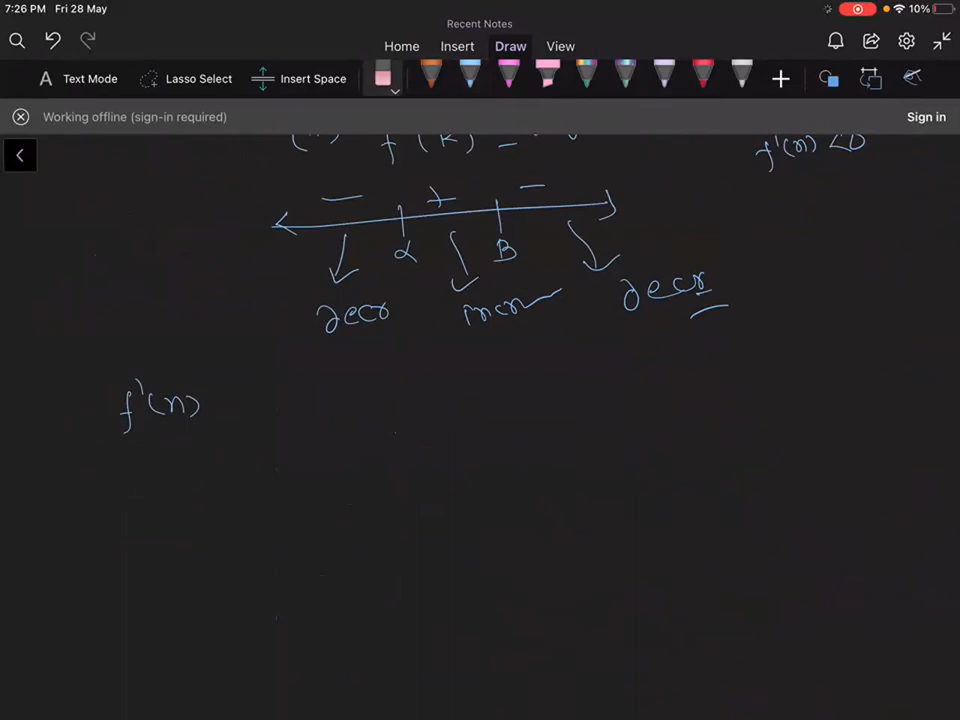 7:26 PM Fri 28 May
10%
Recent Notes
Home Insert Draw View
A Text Mode Lasso Select Insert Space
Working offline (sign-in required) Sign in
f'(n) <0
— + —
α B
decr incr decr
f'(n)